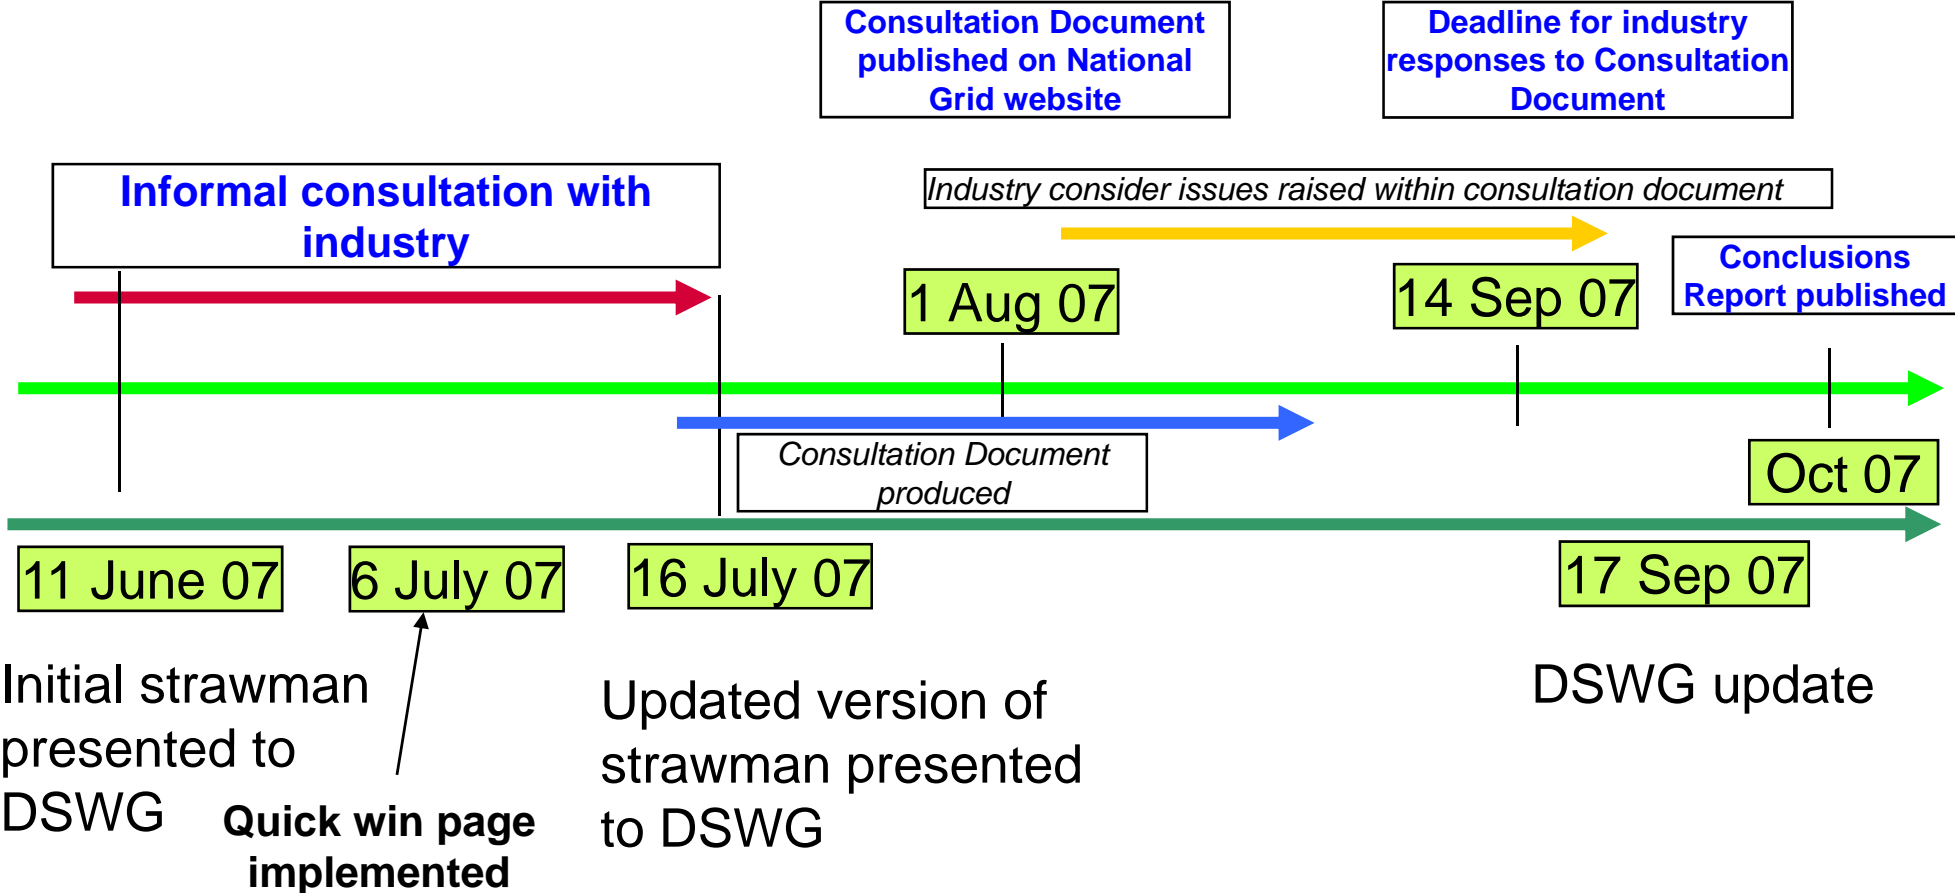 Consultation Document
published on National
Grid website
Deadline for industry
responses to Consultation
Document
Informal consultation with
industry
Industry consider issues raised within consultation document
Conclusions
Report published
1 Aug 07
14 Sep 07
Consultation Document
produced
Oct 07
11 June 07
6 July 07
16 July 07
17 Sep 07
Initial strawman
presented to
DSWG
Quick win page
implemented
Updated version of
strawman presented
to DSWG
DSWG update